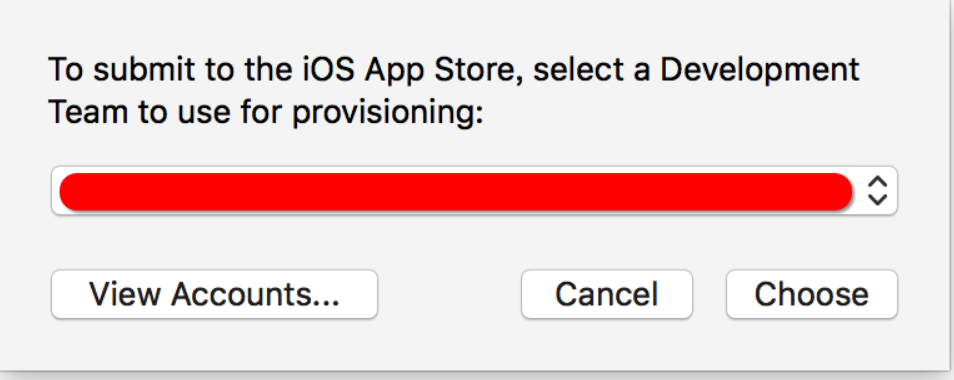 To submit to the iOS App Store, select a Development
Team to use for provisioning:
View Accounts...
Cancel
Choose